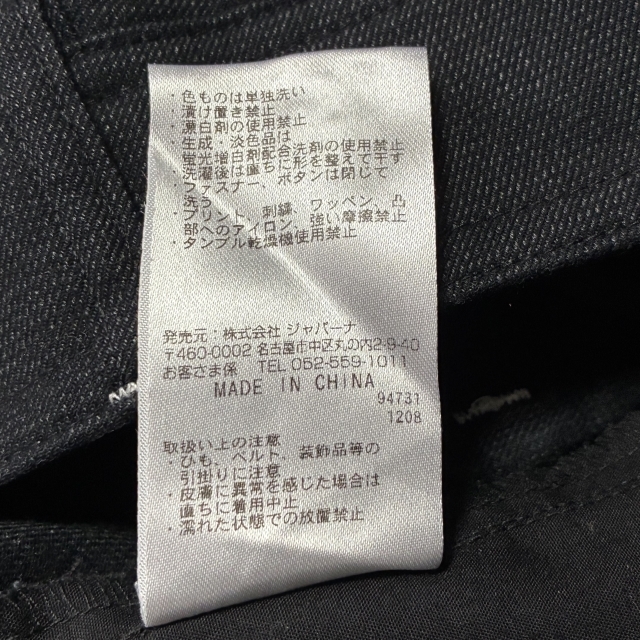 ・色ものは単独洗い
・漬け置き禁止
・漂白剤の使用禁止
・生成・淡色品は
蛍光増白剤配合洗剤の使用禁止
・洗濯後は直ちに形を整えて干す
・ファスナー、ボタンは閉じて
洗う
・プリント、刺繍、ワッペン、凸
部へのアイロン、強い摩擦禁止
・タンブル乾燥機使用禁止
発売元：株式会社 ジャバーナ
〒460-0002 名古屋市中区丸の内2-9-40
お客さま係 TEL 052-559-1011
MADE IN CHINA
94731
1208
取扱い上の注意
・ひも、ベルト、装飾品等の
引掛りに注意
・皮膚に異常を感じた場合は
直ちに着用中止
・濡れた状態での放置禁止